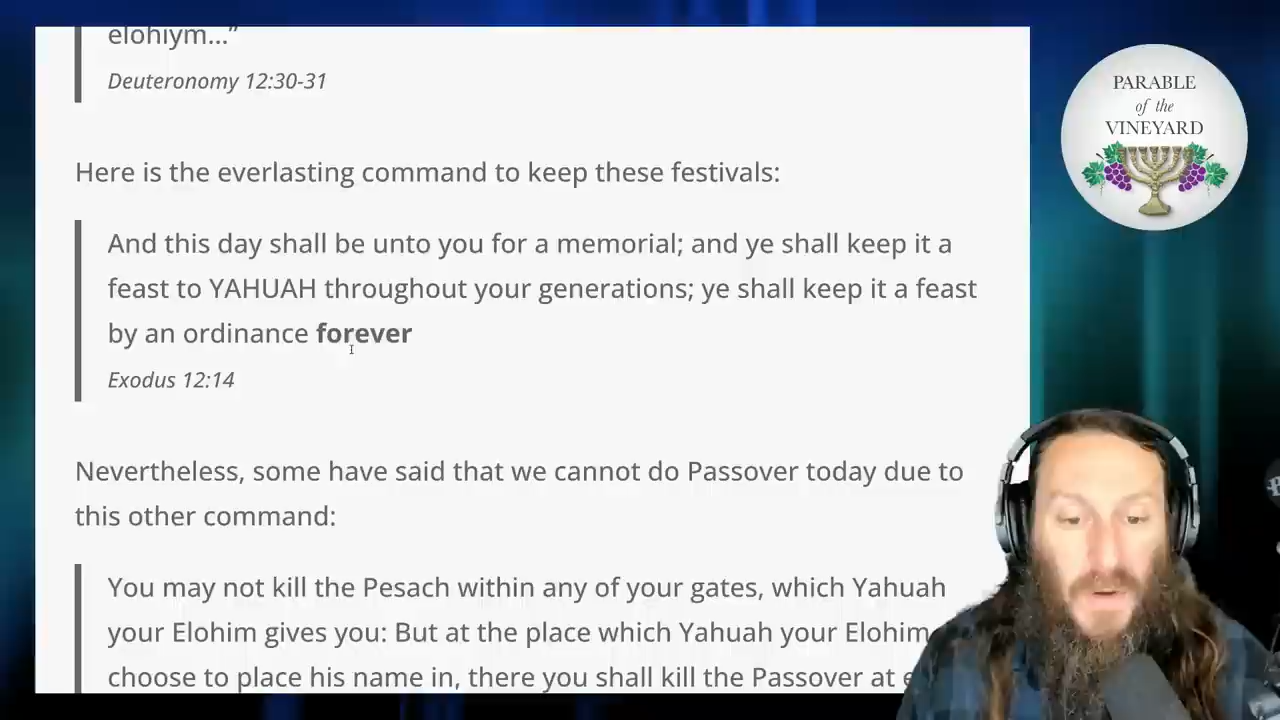 elohiym...”
Deuteronomy 12:30-31
Here is the everlasting command to keep these festivals:
And this day shall be unto you for a memorial; and ye shall keep it a
feast to YAHUAH throughout your generations; ye shall keep it a feast
by an ordinance forever
Exodus 12:14
Nevertheless, some have said that we cannot do Passover today due to
this other command:
You may not kill the Pesach within any of your gates, which Yahuah
your Elohim gives you: But at the place which Yahuah your Elohim
choose to place his name in, there you shall kill the Passover at
PARABLE
of the
VINEYARD